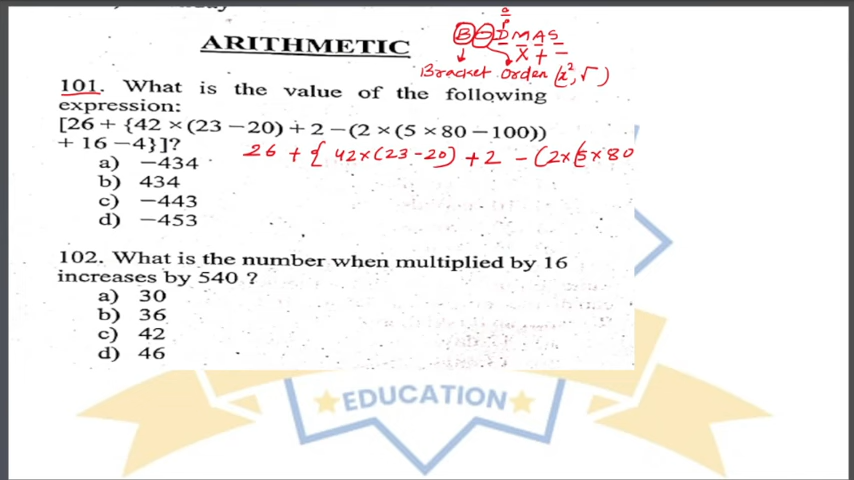 ARITHMETIC
B-DMAS
x + -
Bracket Orden (x², √ )
101. What is the value of the following
expression:
[26 + {42 × (23 − 20) + 2 − (2 × (5 × 80 − 100))
+ 16 − 4}]?
26 + { 42×(23-20) +2 - (2×(5×80
a) −434
b) 434
c) −443
d) −453
102. What is the number when multiplied by 16
increases by 540 ?
a) 30
b) 36
c) 42
d) 46
EDUCATION